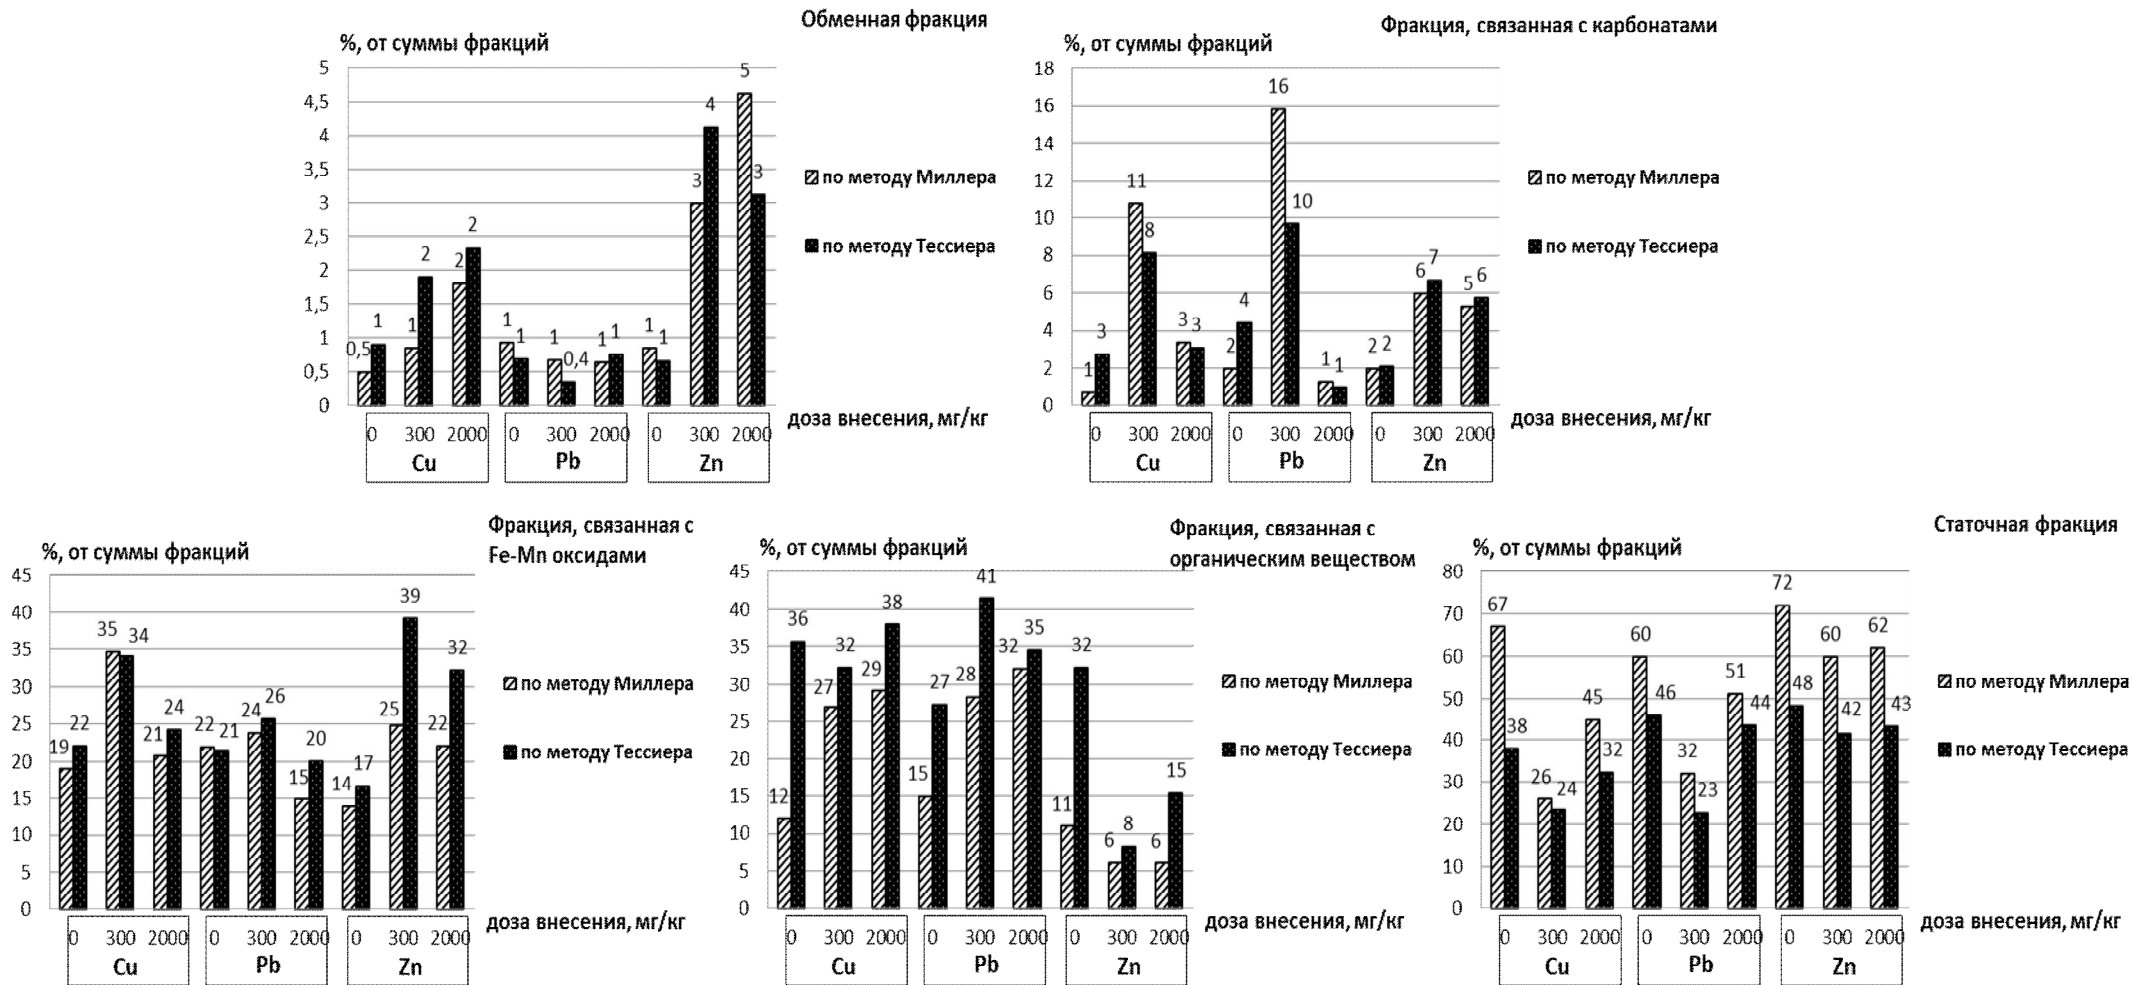 Обменная фракция
%, от суммы фракций
5
4,5
4
3,5
3
2,5
2
1,5
1
0,5
0
0,5 1 1 2 2 2 1 1 1 0,4 1 1 1 1 3 4 5 3
по методу Миллера
по методу Тессиера
0 300 2000 0 300 2000 0 300 2000
Cu Pb Zn
доза внесения, мг/кг
Фракция, связанная с карбонатами
%, от суммы фракций
18
16
14
12
10
8
6
4
2
0
1 3 11 8 3 3 2 4 16 10 1 1 2 2 6 7 5 6
по методу Миллера
по методу Тессиера
0 300 2000 0 300 2000 0 300 2000
Cu Pb Zn
доза внесения, мг/кг
Фракция, связанная с
Fe-Mn оксидами
%, от суммы фракций
45
40
35
30
25
20
15
10
5
0
19 22 35 34 21 24 22 21 24 26 15 20 14 17 25 39 22 32
по методу Миллера
по методу Тессиера
0 300 2000 0 300 2000 0 300 2000
Cu Pb Zn
доза внесения, мг/кг
Фракция, связанная с
органическим веществом
%, от суммы фракций
45
40
35
30
25
20
15
10
5
0
12 36 27 32 29 38 15 27 28 41 32 35 11 32 6 8 6 15
по методу Миллера
по методу Тессиера
0 300 2000 0 300 2000 0 300 2000
Cu Pb Zn
доза внесения, мг/кг
Статочная фракция
%, от суммы фракций
80
70
60
50
40
30
20
10
0
67 38 26 24 45 32 60 46 32 23 51 44 72 48 60 42 62 43
по методу Миллера
по методу Тессиера
0 300 2000 0 300 2000 0 300 2000
Cu Pb Zn
доза внесения, мг/кг